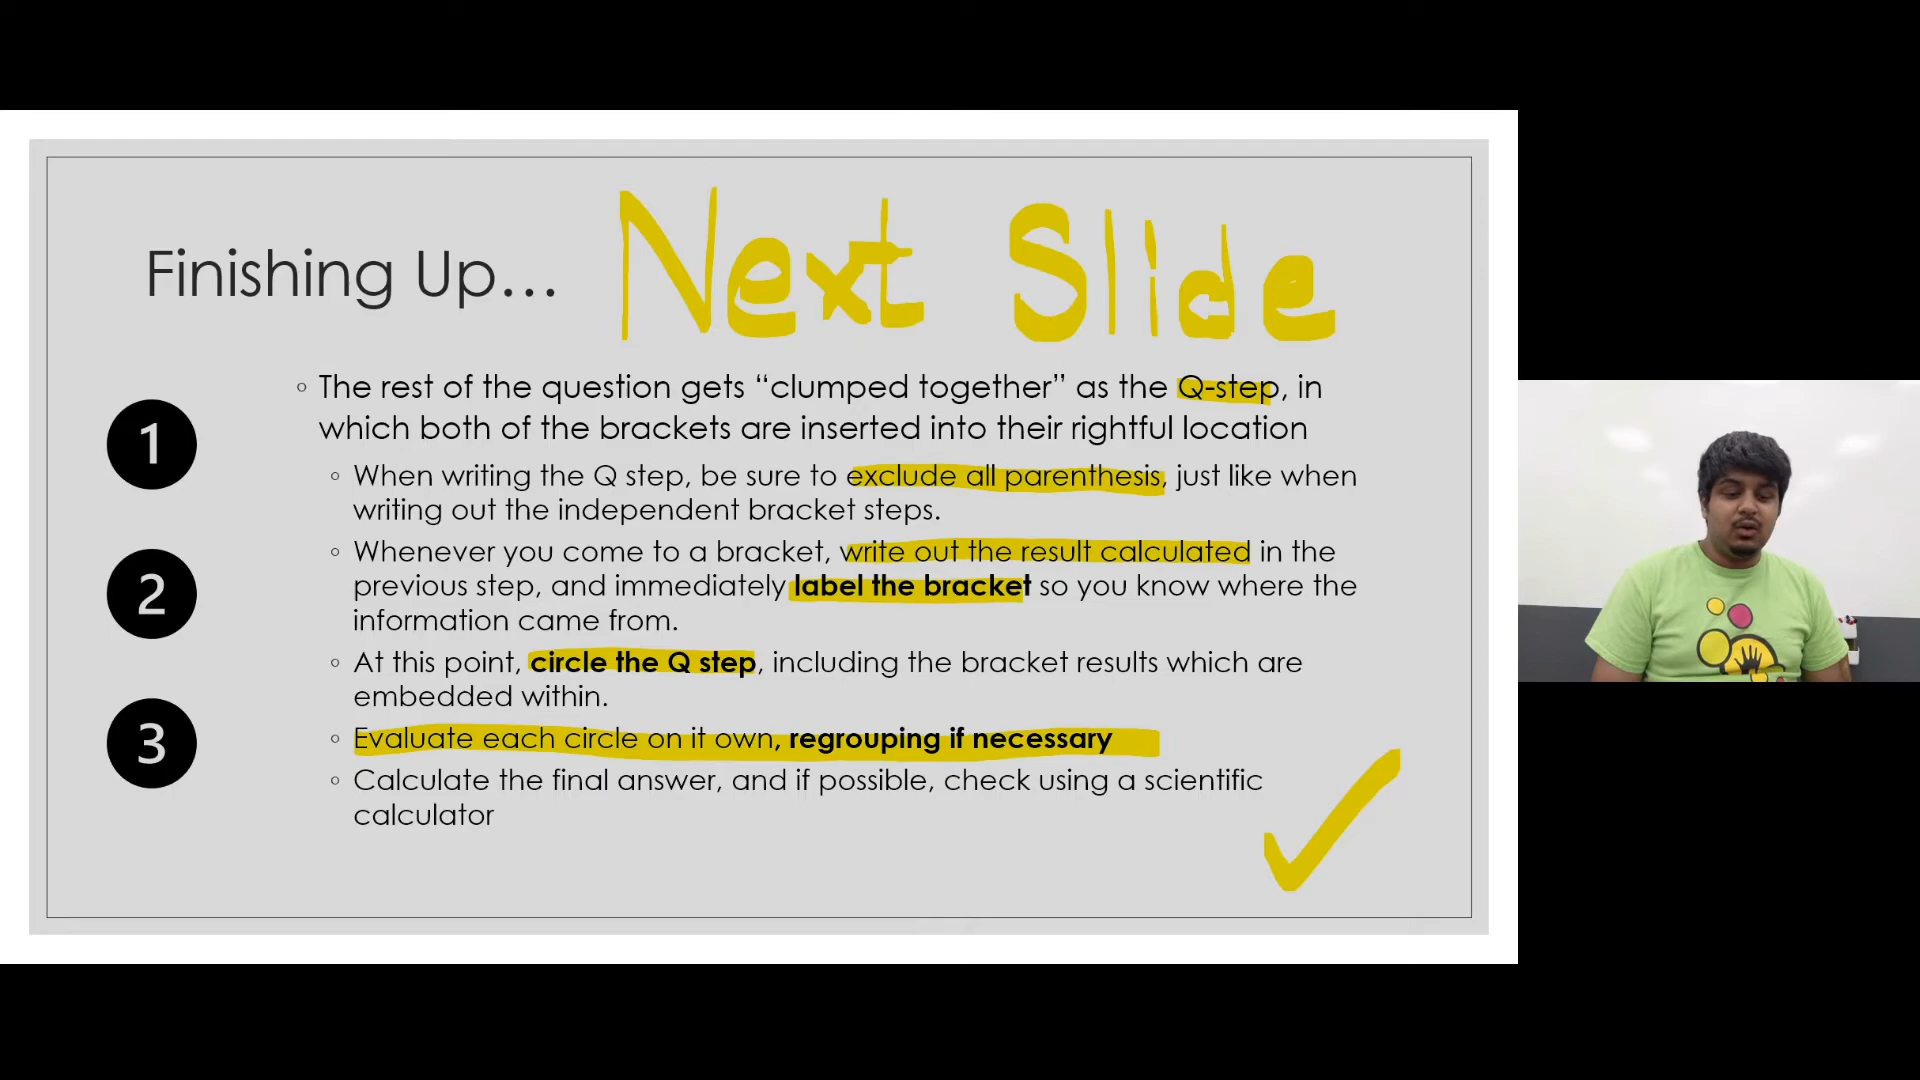 Finishing Up... Next Slide
1
◦ The rest of the question gets “clumped together” as the Q-step, in
which both of the brackets are inserted into their rightful location
◦ When writing the Q step, be sure to exclude all parenthesis, just like when
writing out the independent bracket steps.
2
◦ Whenever you come to a bracket, write out the result calculated in the
previous step, and immediately label the bracket so you know where the
information came from.
◦ At this point, circle the Q step, including the bracket results which are
embedded within.
3
◦ Evaluate each circle on it own, regrouping if necessary
◦ Calculate the final answer, and if possible, check using a scientific
calculator